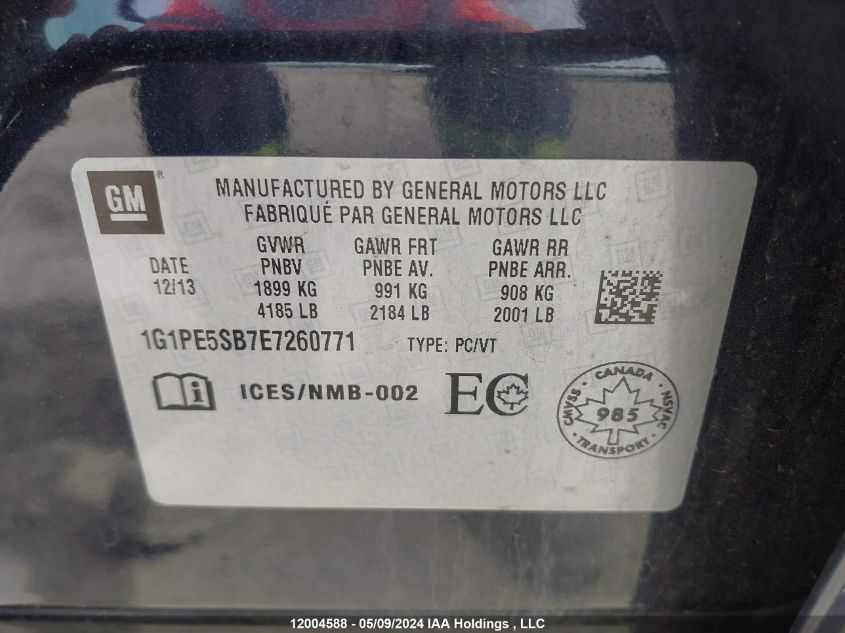 GM ®
MANUFACTURED BY GENERAL MOTORS LLC
FABRIQUÉ PAR GENERAL MOTORS LLC
GVWR GAWR FRT GAWR RR
DATE PNBV PNBE AV. PNBE ARR.
12/13 1899 KG 991 KG 908 KG
4185 LB 2184 LB 2001 LB
1G1PE5SB7E7260771 TYPE: PC/VT
i ICES/NMB-002 EC
CANADA
CMVSS 985 NSVAC
TRANSPORT
12004588 - 05/09/2024 IAA Holdings , LLC